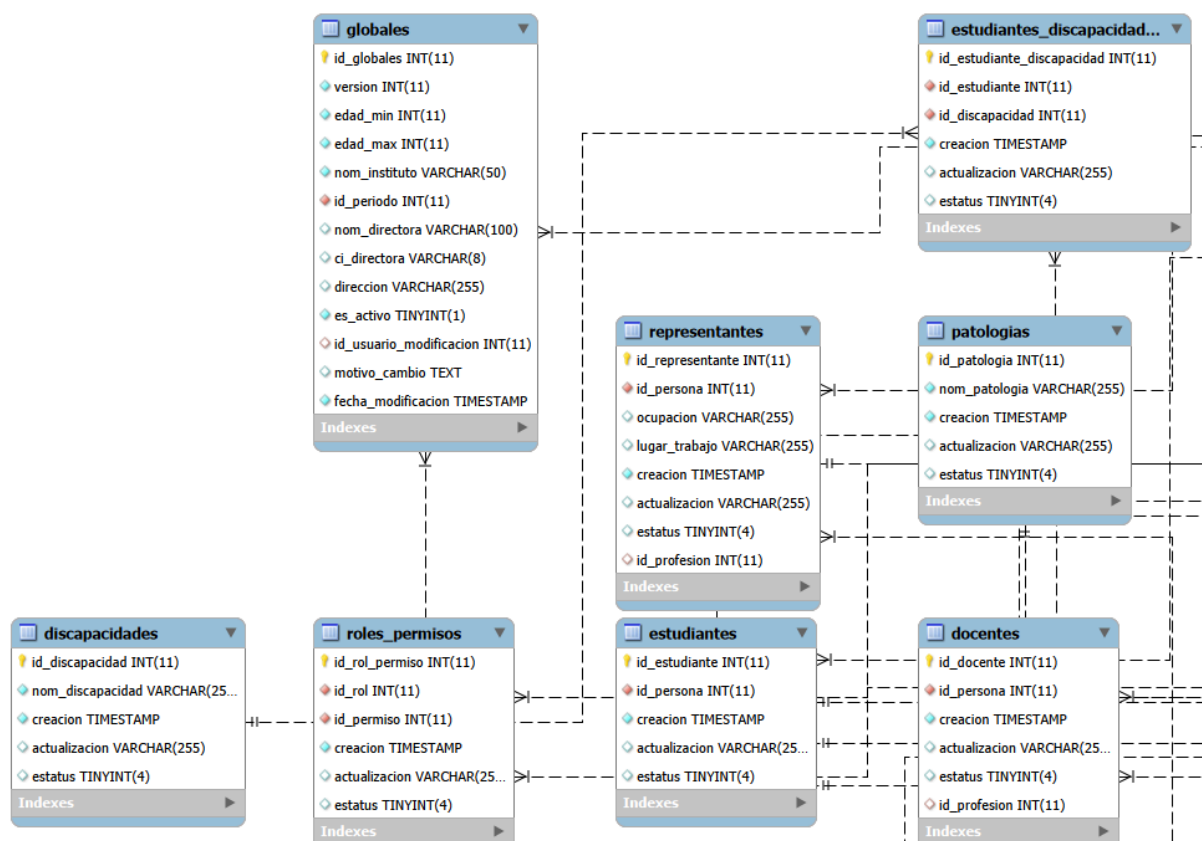 globales
id_globales INT(11)
version INT(11)
edad_min INT(11)
edad_max INT(11)
nom_instituto VARCHAR(50)
id_periodo INT(11)
nom_directora VARCHAR(100)
ci_directora VARCHAR(8)
direccion VARCHAR(255)
es_activo TINYINT(1)
id_usuario_modificacion INT(11)
motivo_cambio TEXT
fecha_modificacion TIMESTAMP
Indexes
estudiantes_discapacidad...
id_estudiante_discapacidad INT(11)
id_estudiante INT(11)
id_discapacidad INT(11)
creacion TIMESTAMP
actualizacion VARCHAR(255)
estatus TINYINT(4)
Indexes
representantes
id_representante INT(11)
id_persona INT(11)
ocupacion VARCHAR(255)
lugar_trabajo VARCHAR(255)
creacion TIMESTAMP
actualizacion VARCHAR(255)
estatus TINYINT(4)
id_profesion INT(11)
Indexes
patologias
id_patologia INT(11)
nom_patologia VARCHAR(255)
creacion TIMESTAMP
actualizacion VARCHAR(255)
estatus TINYINT(4)
Indexes
discapacidades
id_discapacidad INT(11)
nom_discapacidad VARCHAR(25...
creacion TIMESTAMP
actualizacion VARCHAR(255)
estatus TINYINT(4)
Indexes
roles_permisos
id_rol_permiso INT(11)
id_rol INT(11)
id_permiso INT(11)
creacion TIMESTAMP
actualizacion VARCHAR(25...
estatus TINYINT(4)
Indexes
estudiantes
id_estudiante INT(11)
id_persona INT(11)
creacion TIMESTAMP
actualizacion VARCHAR(25...
estatus TINYINT(4)
Indexes
docentes
id_docente INT(11)
id_persona INT(11)
creacion TIMESTAMP
actualizacion VARCHAR(25...
estatus TINYINT(4)
id_profesion INT(11)
Indexes